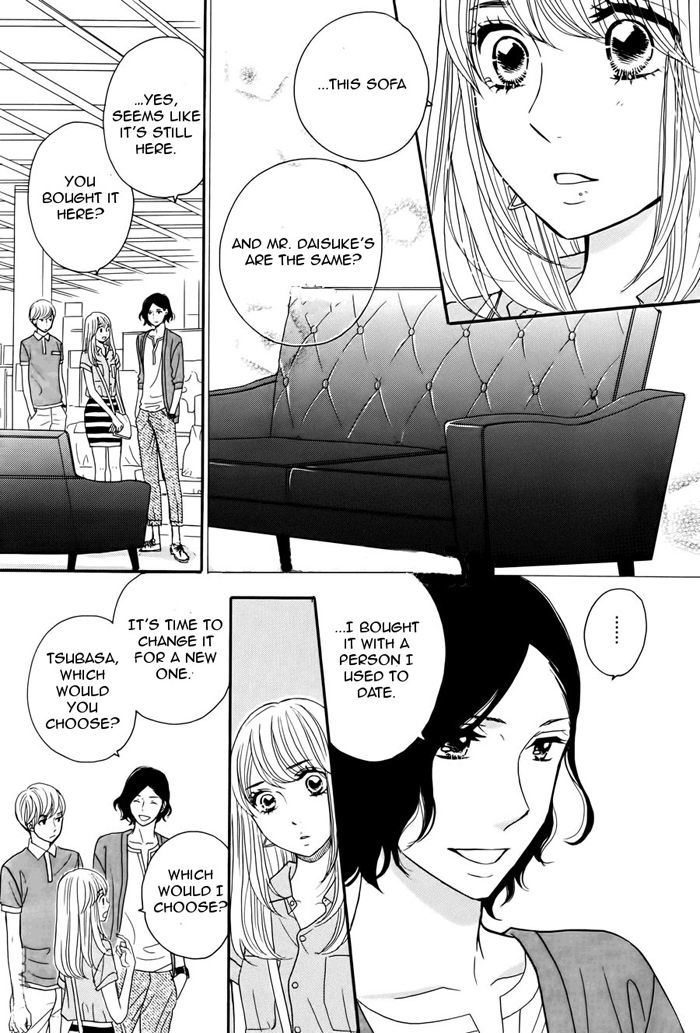 ...THIS SOFA
AND MR. DAISUKE'S
ARE THE SAME?
...YES,
SEEMS LIKE
IT'S STILL
HERE.
YOU
BOUGHT IT
HERE?
......
...I BOUGHT
IT WITH A
PERSON I
USED TO
DATE.
IT'S TIME TO
CHANGE IT
FOR A NEW
ONE.
TSUBASA,
WHICH
WOULD
YOU
CHOOSE?
WHICH
WOULD I
CHOOSE?